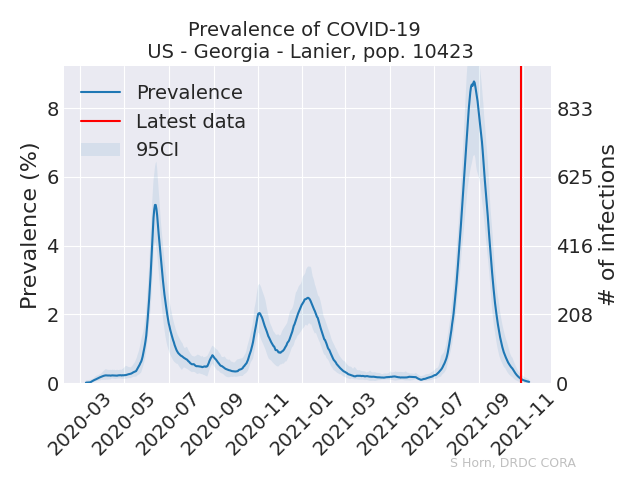 Prevalence of COVID-19
US - Georgia - Lanier, pop. 10423
Prevalence
Latest data
95CI
Prevalence (%)
8
6
4
2
0
833
625
416
208
0
# of infections
2020-03
2020-05
2020-07
2020-09
2020-11
2021-01
2021-03
2021-05
2021-07
2021-09
2021-11
S Horn, DRDC CORA